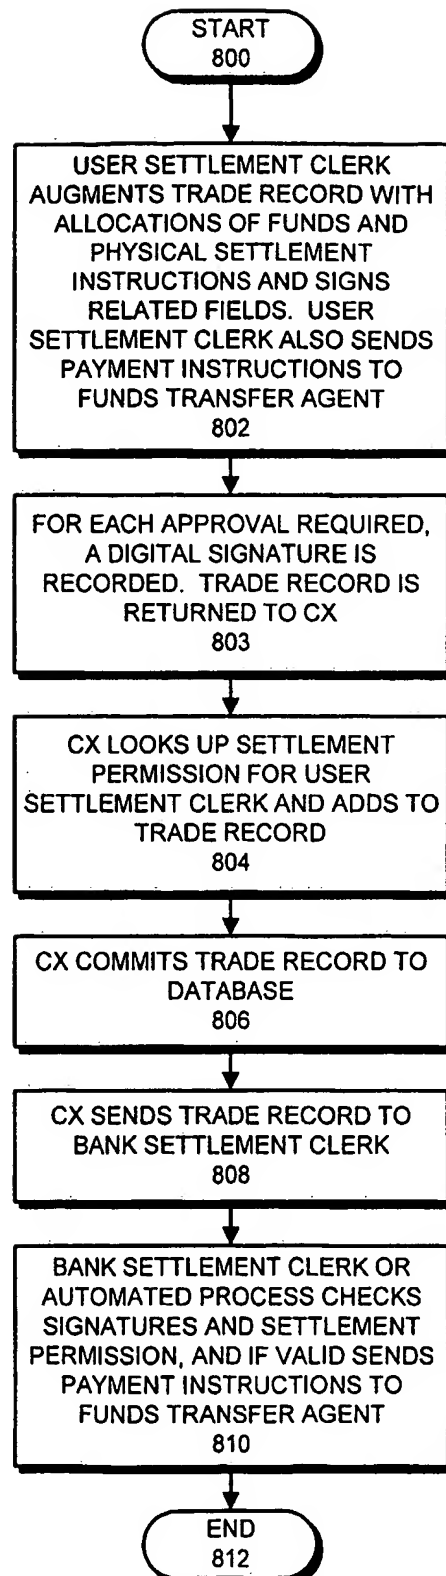 START
800
USER SETTLEMENT CLERK
AUGMENTS TRADE RECORD WITH
ALLOCATIONS OF FUNDS AND
PHYSICAL SETTLEMENT
INSTRUCTIONS AND SIGNS
RELATED FIELDS. USER
SETTLEMENT CLERK ALSO SENDS
PAYMENT INSTRUCTIONS TO
FUNDS TRANSFER AGENT
802
FOR EACH APPROVAL REQUIRED,
A DIGITAL SIGNATURE IS
RECORDED. TRADE RECORD IS
RETURNED TO CX
803
CX LOOKS UP SETTLEMENT
PERMISSION FOR USER
SETTLEMENT CLERK AND ADDS TO
TRADE RECORD
804
CX COMMITS TRADE RECORD TO
DATABASE
806
CX SENDS TRADE RECORD TO
BANK SETTLEMENT CLERK
808
BANK SETTLEMENT CLERK OR
AUTOMATED PROCESS CHECKS
SIGNATURES AND SETTLEMENT
PERMISSION, AND IF VALID SENDS
PAYMENT INSTRUCTIONS TO
FUNDS TRANSFER AGENT
810
END
812